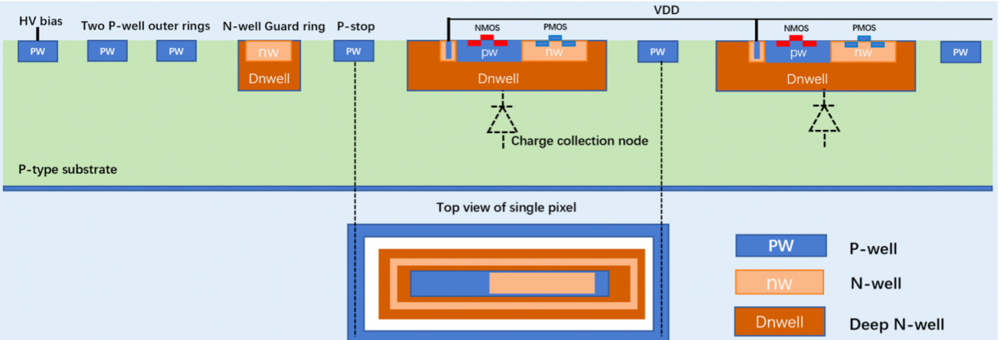 HV bias
Two P-well outer rings
N-well Guard ring
P-stop
VDD
NMOS
PMOS
NMOS
PMOS
PW
PW
PW
nw
PW
pw
nw
PW
pw
nw
PW
Dnwell
Dnwell
Dnwell
Charge collection node
P-type substrate
Top view of single pixel
PW
P-well
nw
N-well
Dnwell
Deep N-well